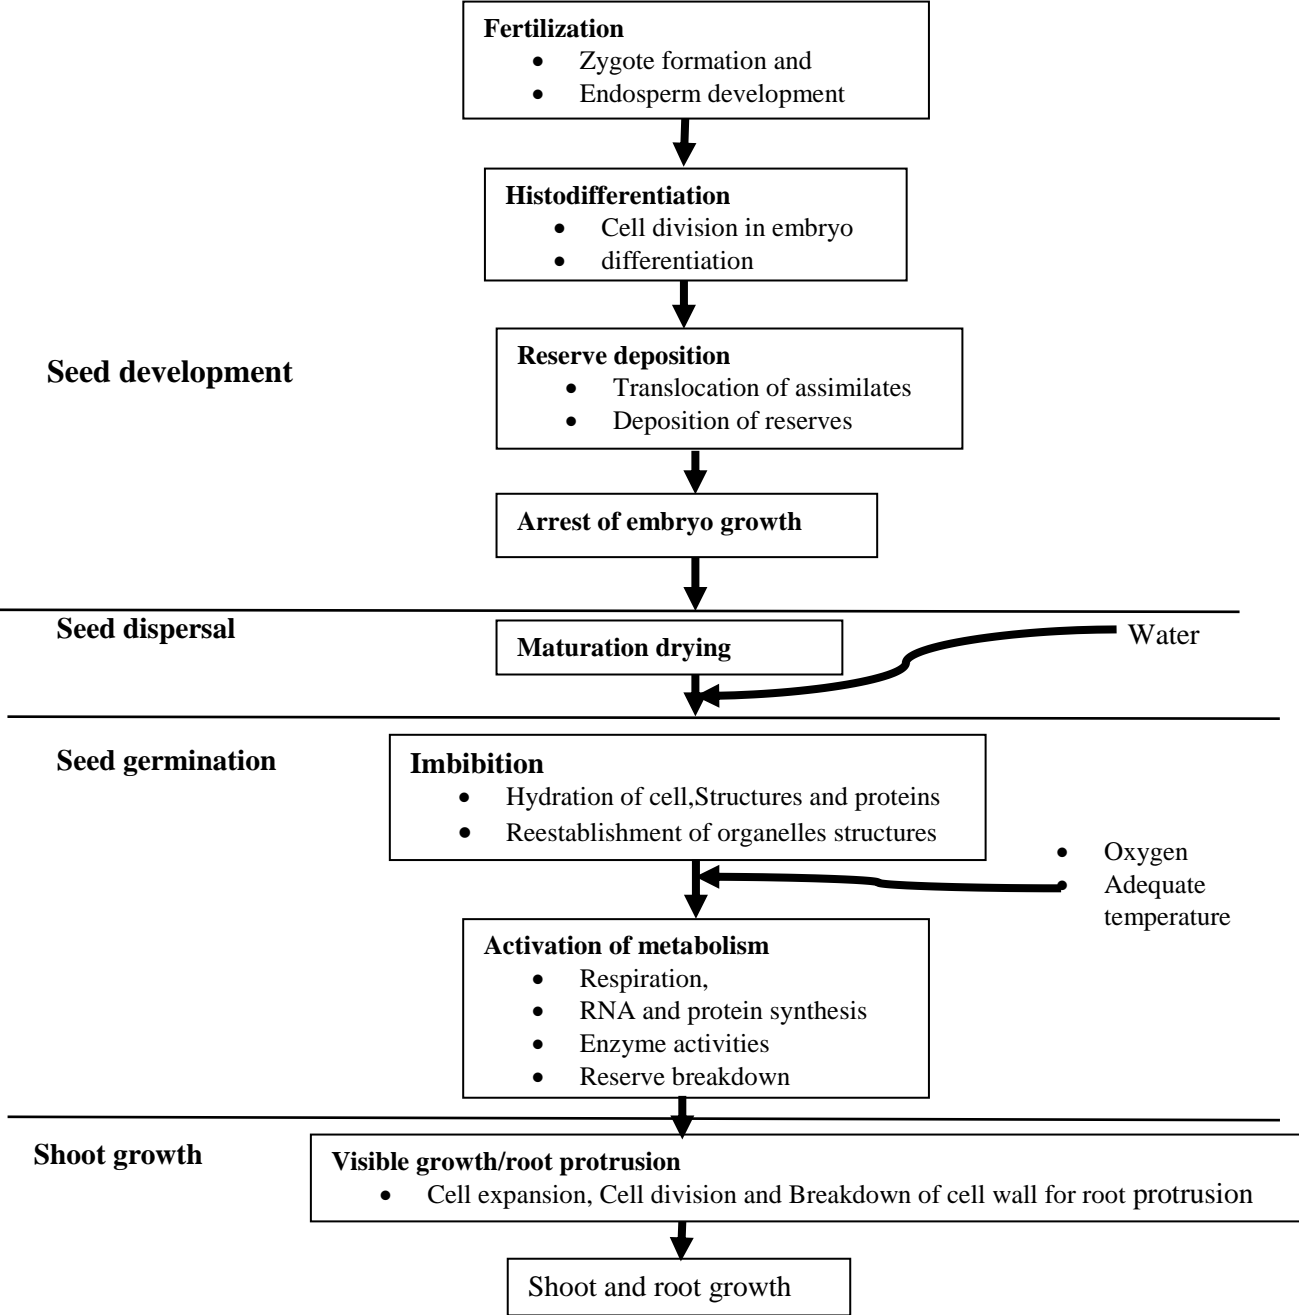 Fertilization
• Zygote formation and
• Endosperm development
Histodifferentiation
• Cell division in embryo
• differentiation
Seed development
Reserve deposition
• Translocation of assimilates
• Deposition of reserves
Arrest of embryo growth
Seed dispersal
Maturation drying
Water
Seed germination
Imbibition
• Hydration of cell,Structures and proteins
• Reestablishment of organelles structures
• Oxygen
• Adequate
temperature
Activation of metabolism
• Respiration,
• RNA and protein synthesis
• Enzyme activities
• Reserve breakdown
Shoot growth
Visible growth/root protrusion
• Cell expansion, Cell division and Breakdown of cell wall for root protrusion
Shoot and root growth